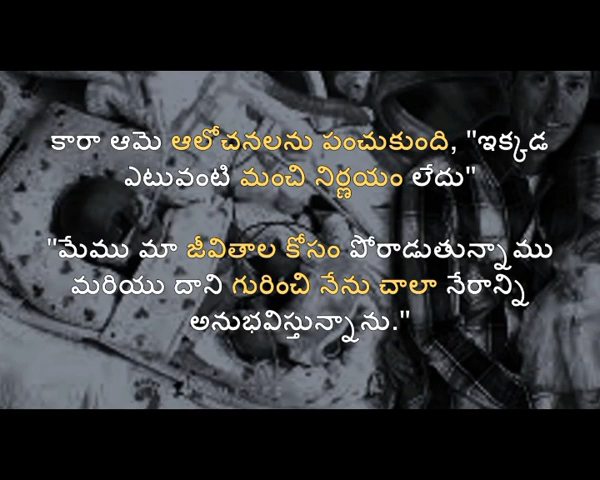 కారా ఆమె ఆలోచనలను పంచుకుంది, "ఇక్కడ
ఎటువంటి మంచి నిర్ణయం లేదు"
"మేము మా జీవితాల కోసం పోరాడుతున్నాము
మరియు దాని గురించి నేను చాలా నేరాన్ని
అనుభవిస్తున్నాను."